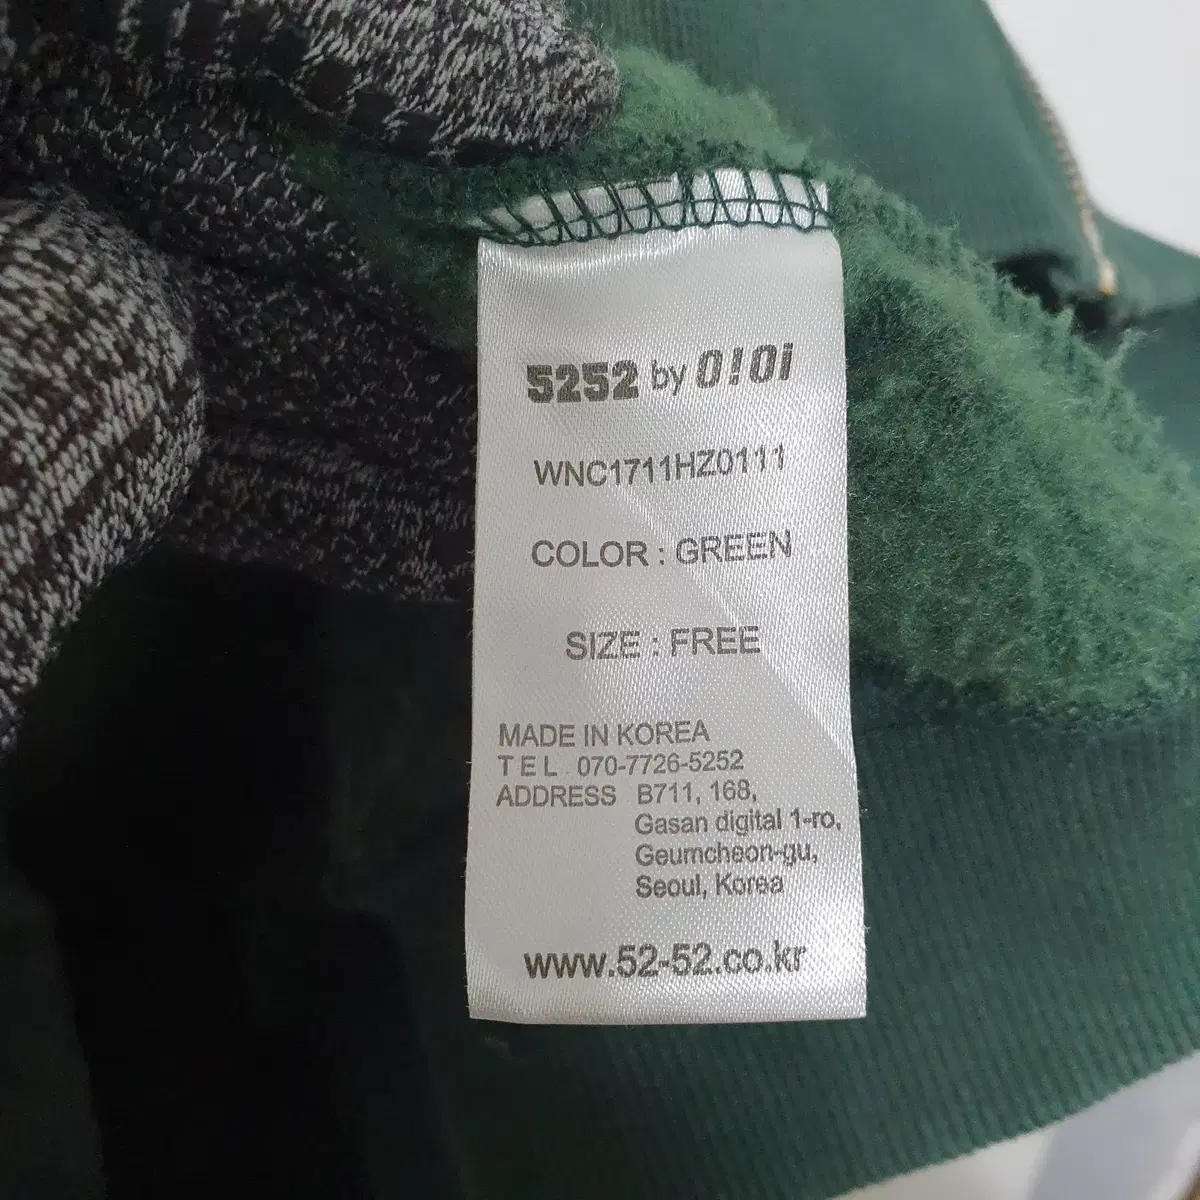 5252 by O!Oi
WNC1711HZ0111
COLOR : GREEN
SIZE : FREE
MADE IN KOREA
TEL 070-7726-5252
ADDRESS B711, 168,
Gasan digital 1-ro,
Geumcheon-gu,
Seoul, Korea
www.52-52.co.kr